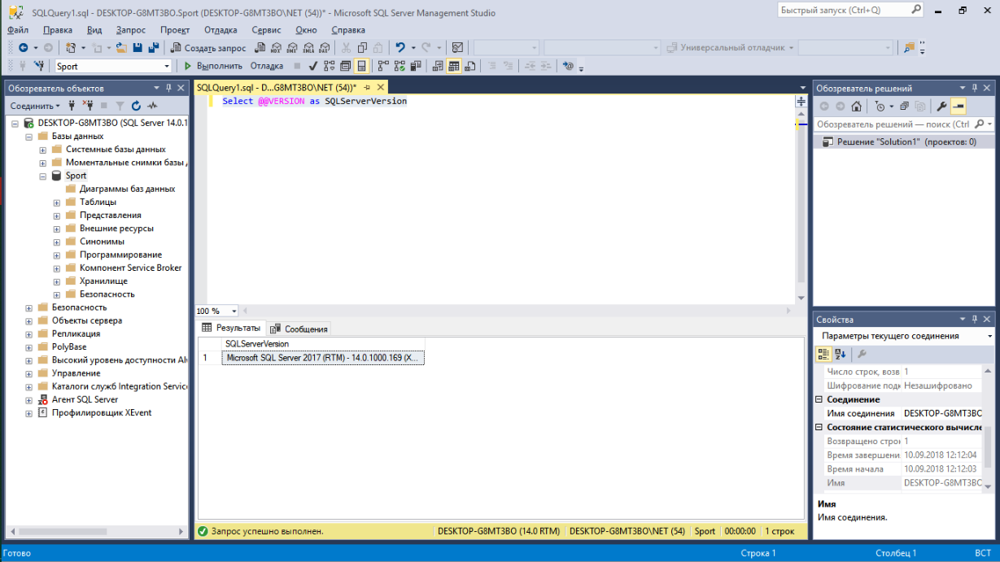 SQLQuery1.sql - DESKTOP-G8MT3BO.Sport (DESKTOP-G8MT3BO\NET (54))* - Microsoft SQL Server Management Studio
Быстрый запуск (Ctrl+Q)
Файл Правка Вид Запрос Проект Отладка Сервис Окно Справка
Создать запрос
Универсальный отладчик
Sport
Выполнить Отладка
Обозреватель объектов
Соединить
DESKTOP-G8MT3BO (SQL Server 14.0.1
Базы данных
Системные базы данных
Моментальные снимки базы
Sport
Диаграммы баз данных
Таблицы
Представления
Внешние ресурсы
Синонимы
Программирование
Компонент Service Broker
Хранилище
Безопасность
Безопасность
Объекты сервера
Репликация
PolyBase
Высокий уровень доступности Al
Управление
Каталоги служб Integration Servic
Агент SQL Server
Профилировщик XEvent
SQLQuery1.sql - D...G8MT3BO\NET (54))*
Select @@VERSION as SQLServerVersion
100 %
Результаты Сообщения
SQLServerVersion
1 Microsoft SQL Server 2017 (RTM) - 14.0.1000.169 (X...
Запрос успешно выполнен.
DESKTOP-G8MT3BO (14.0 RTM) DESKTOP-G8MT3BO\NET (54) Sport 00:00:00 1 строк
Обозреватель решений
Обозреватель решений — поиск (Ctrl
Решение "Solution1" (проектов: 0)
Свойства
Параметры текущего соединения
Число строк, возв 1
Шифрование подк Незашифровано
Соединение
Имя соединения DESKTOP-G8MT3BO
Состояние статистического вычисле
Возвращено строк 1
Время завершени 10.09.2018 12:12:04
Время начала 10.09.2018 12:12:03
Имя DESKTOP-G8MT3BO
Имя
Имя соединения.
Готово
Строка 1
Столбец 1
ВСТ